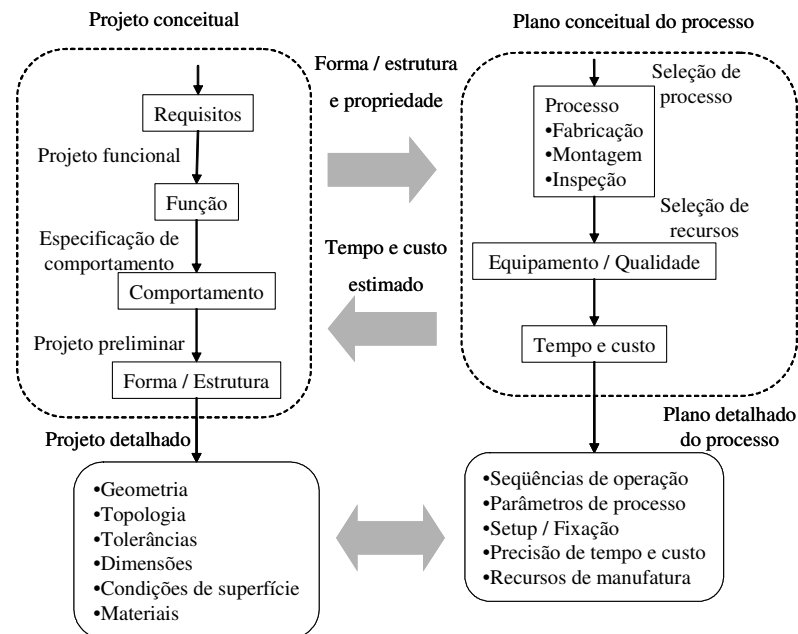 Projeto conceitual
Requisitos
Projeto funcional
Função
Especificação de
comportamento
Comportamento
Projeto preliminar
Forma / Estrutura
Projeto detalhado
•Geometria
•Topologia
•Tolerâncias
•Dimensões
•Condições de superfície
•Materiais
Forma / estrutura
e propriedade
Tempo e custo
estimado
Plano conceitual do processo
Seleção de
processo
Processo
•Fabricação
•Montagem
•Inspeção
Seleção de
recursos
Equipamento / Qualidade
Tempo e custo
Plano detalhado
do processo
•Seqüências de operação
•Parâmetros de processo
•Setup / Fixação
•Precisão de tempo e custo
•Recursos de manufatura